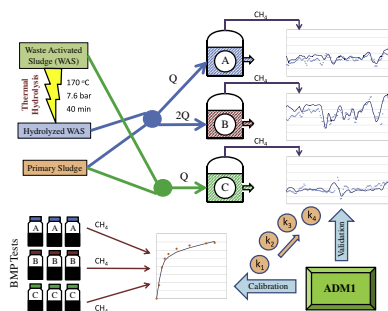 Waste Activated
Sludge (WAS)
Thermal
Hydrolysis
170 ºC
7.6 bar
40 min
Hydrolyzed WAS
Primary Sludge
Q
2Q
Q
CH4
A
CH4
B
CH4
C
BMP Tests
A A A
CH4
B B B
CH4
C C C
CH4
k1
k2
k3
k4
Calibration
Validation
ADM1